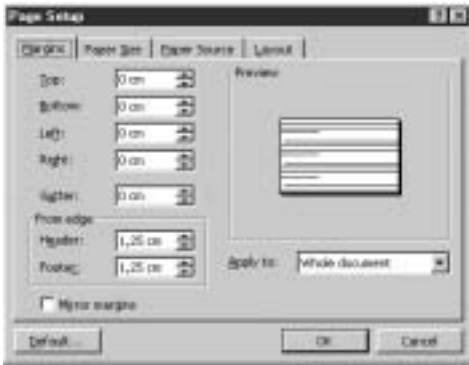 Page Setup
Margins Paper Size Paper Source Layout
Top: 0 cm
Bottom: 0 cm
Left: 0 cm
Right: 0 cm
Gutter: 0 cm
From edge
Header: 1,25 cm
Footer: 1,25 cm
Mirror margins
Preview
Apply to: Whole document
Default... OK Cancel